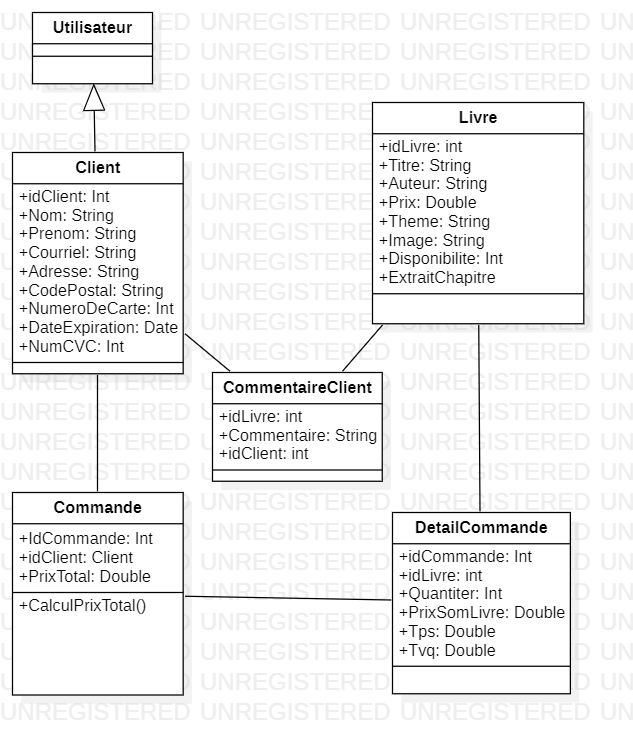 Utilisateur
Client
+idClient: Int
+Nom: String
+Prenom: String
+Courriel: String
+Adresse: String
+CodePostal: String
+NumeroDeCarte: Int
+DateExpiration: Date
+NumCVC: Int
Livre
+idLivre: int
+Titre: String
+Auteur: String
+Prix: Double
+Theme: String
+Image: String
+Disponibilite: Int
+ExtraitChapitre
CommentaireClient
+idLivre: int
+Commentaire: String
+idClient: int
Commande
+IdCommande: Int
+idClient: Client
+PrixTotal: Double
+CalculPrixTotal()
DetailCommande
+idCommande: Int
+idLivre: int
+Quantiter: Int
+PrixSomLivre: Double
+Tps: Double
+Tvq: Double
UNREGISTERED